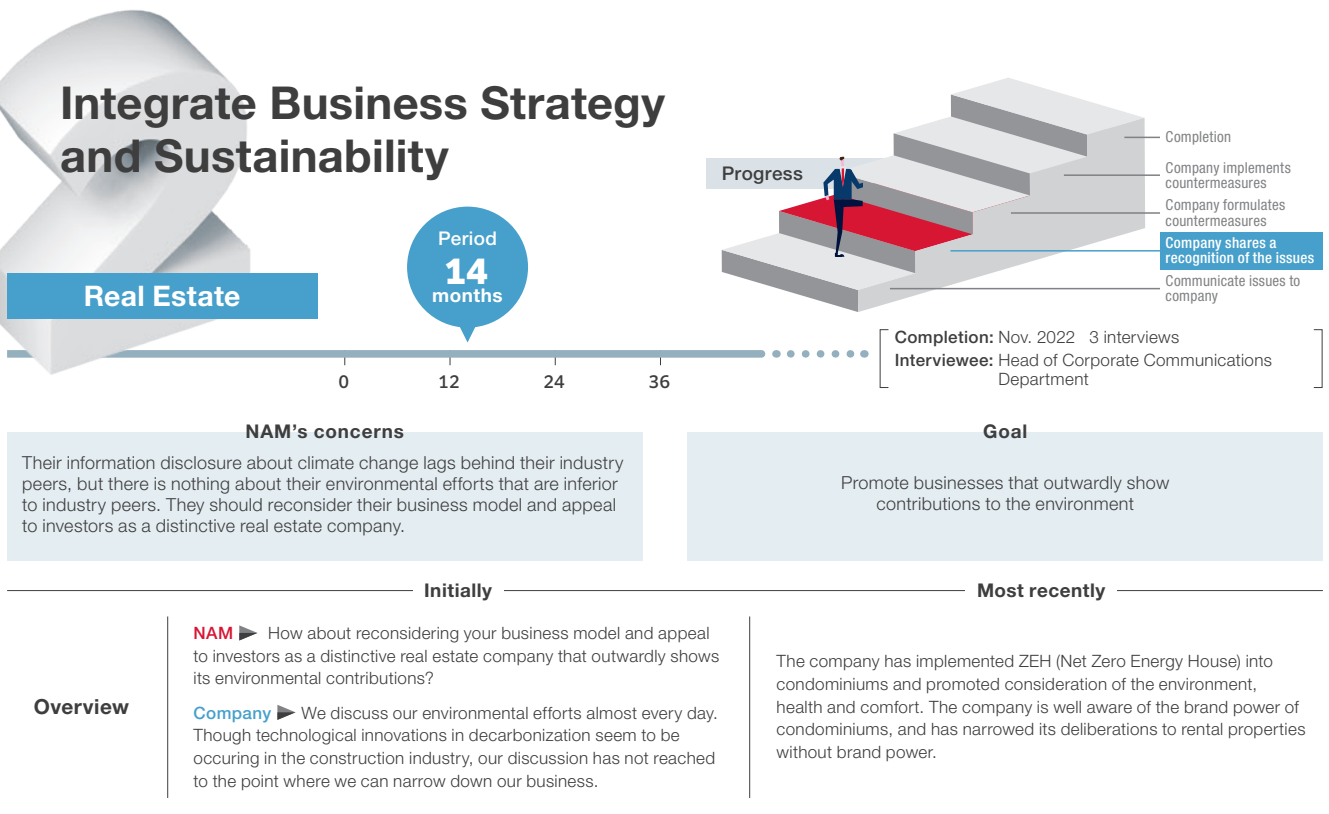 Integrate Business Strategy
and Sustainability
Real Estate
Period
14
months
0
12
24
36
Progress
Completion
Company implements
countermeasures
Company formulates
countermeasures
Company shares a
recognition of the issues
Communicate issues to
company
Completion: Nov. 2022 3 interviews
Interviewee: Head of Corporate Communications
Department
NAM's concerns
Their information disclosure about climate change lags behind their industry
peers, but there is nothing about their environmental efforts that are inferior
to industry peers. They should reconsider their business model and appeal
to investors as a distinctive real estate company.
Goal
Promote businesses that outwardly show
contributions to the environment
Initially
Most recently
Overview
NAM How about reconsidering your business model and appeal
to investors as a distinctive real estate company that outwardly shows
its environmental contributions?
Company We discuss our environmental efforts almost every day.
Though technological innovations in decarbonization seem to be
occuring in the construction industry, our discussion has not reached
to the point where we can narrow down our business.
The company has implemented ZEH (Net Zero Energy House) into
condominiums and promoted consideration of the environment,
health and comfort. The company is well aware of the brand power of
condominiums, and has narrowed its deliberations to rental properties
without brand power.